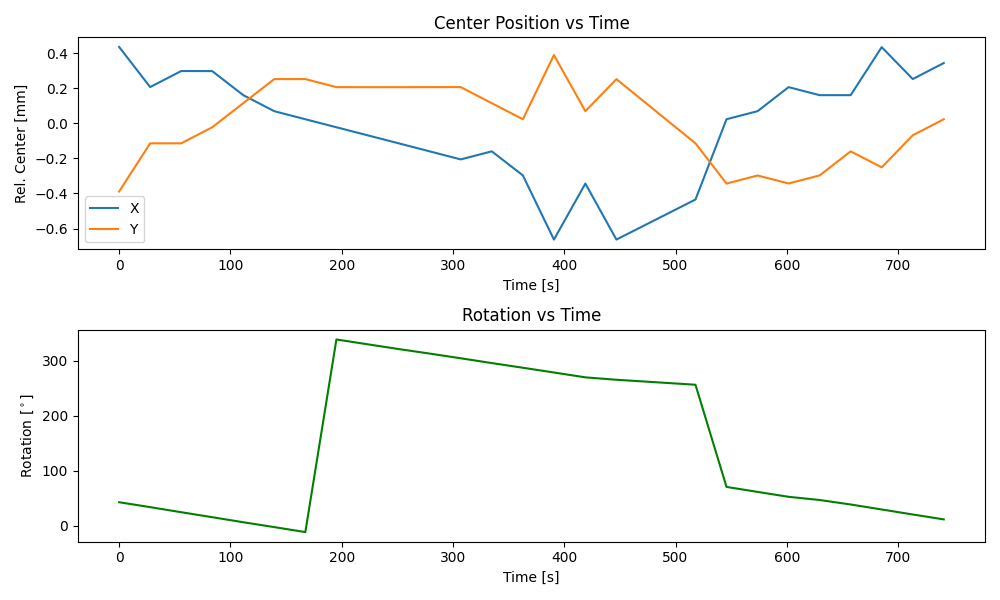 Center Position vs Time
Rel. Center [mm]
0.4
0.2
0.0
−0.2
−0.4
−0.6
X
Y
0 100 200 300 400 500 600 700
Time [s]
Rotation vs Time
Rotation [°]
300
200
100
0
0 100 200 300 400 500 600 700
Time [s]